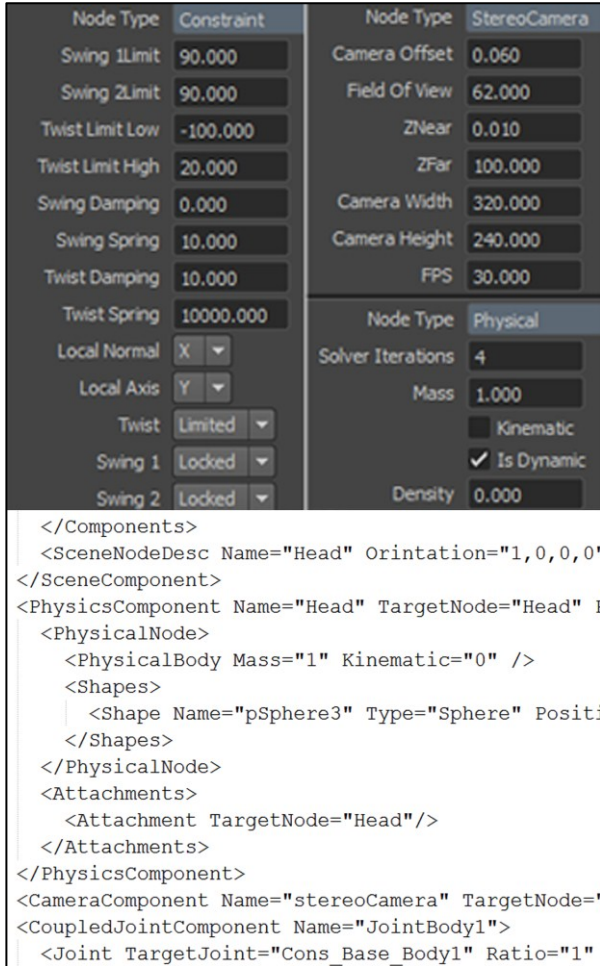 Node Type Constraint
Swing 1Limit 90.000
Swing 2Limit 90.000
Twist Limit Low -100.000
Twist Limit High 20.000
Swing Damping 0.000
Swing Spring 10.000
Twist Damping 10.000
Twist Spring 10000.000
Local Normal X
Local Axis Y
Twist Limited
Swing 1 Locked
Swing 2 Locked
Node Type StereoCamera
Camera Offset 0.060
Field Of View 62.000
ZNear 0.010
ZFar 100.000
Camera Width 320.000
Camera Height 240.000
FPS 30.000
Node Type Physical
Solver Iterations 4
Mass 1.000
Kinematic
Is Dynamic
Density 0.000
</Components>
<SceneNodeDesc Name="Head" Orintation="1,0,0,0"
</SceneComponent>
<PhysicsComponent Name="Head" TargetNode="Head"
<PhysicalNode>
<PhysicalBody Mass="1" Kinematic="0" />
<Shapes>
<Shape Name="pSphere3" Type="Sphere" Positi
</Shapes>
</PhysicalNode>
<Attachments>
<Attachment TargetNode="Head"/>
</Attachments>
</PhysicsComponent>
<CameraComponent Name="stereoCamera" TargetNode="
<CoupledJointComponent Name="JointBody1">
<Joint TargetJoint="Cons_Base_Body1" Ratio="1"